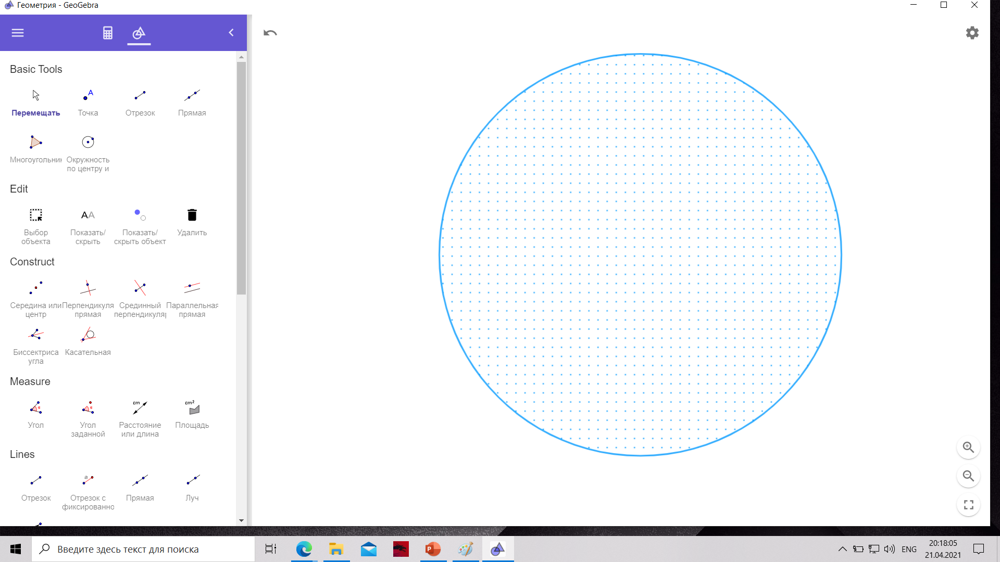 Геометрия - GeoGebra
Basic Tools
Перемещать
Точка
Отрезок
Прямая
Многоугольник
Окружность
по центру и
Edit
Выбор
объекта
Показать/
скрыть
Показать/
скрыть объект
Удалить
Construct
Середина или
центр
Перпендикуля
прямая
Срединный
перпендикуляр
Параллельная
прямая
Биссектриса
угла
Касательная
Measure
Угол
Угол
заданной
Расстояние
или длина
Площадь
Lines
Отрезок
Отрезок с
фиксированно
Прямая
Луч
A
AA
α
α
cm
cm²
a
Введите здесь текст для поиска
ENG
20:18:05
21.04.2021